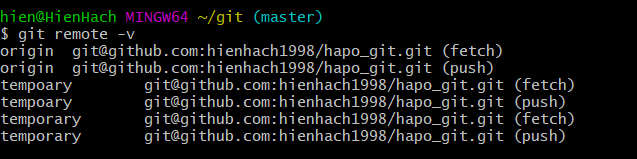 hien@HienHach MINGW64 ~/git (master)
$ git remote -v
origin  git@github.com:hienhach1998/hapo_git.git (fetch)
origin  git@github.com:hienhach1998/hapo_git.git (push)
tempoary        git@github.com:hienhach1998/hapo_git.git (fetch)
tempoary        git@github.com:hienhach1998/hapo_git.git (push)
temporary       git@github.com:hienhach1998/hapo_git.git (fetch)
temporary       git@github.com:hienhach1998/hapo_git.git (push)